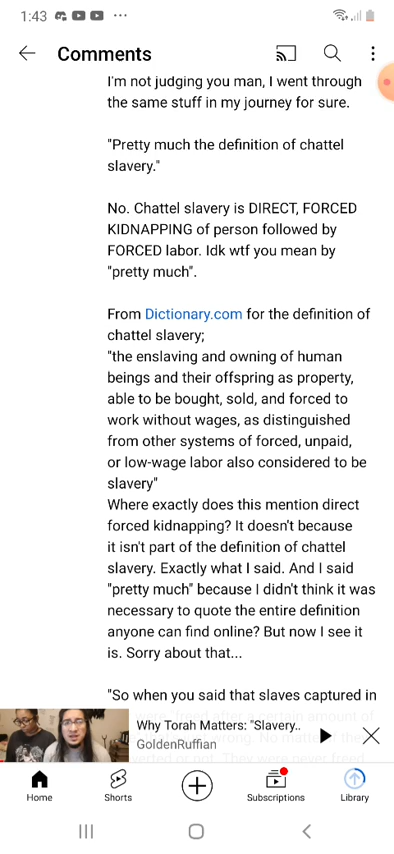 1:43
Comments
I'm not judging you man, I went through
the same stuff in my journey for sure.
"Pretty much the definition of chattel
slavery."
No. Chattel slavery is DIRECT, FORCED
KIDNAPPING of person followed by
FORCED labor. Idk wtf you mean by
"pretty much".
From Dictionary.com for the definition of
chattel slavery;
"the enslaving and owning of human
beings and their offspring as property,
able to be bought, sold, and forced to
work without wages, as distinguished
from other systems of forced, unpaid,
or low-wage labor also considered to be
slavery"
Where exactly does this mention direct
forced kidnapping? It doesn't because
it isn't part of the definition of chattel
slavery. Exactly what I said. And I said
"pretty much" because I didn't think it was
necessary to quote the entire definition
anyone can find online? But now I see it
is. Sorry about that...
"So when you said that slaves captured in
Why Torah Matters: "Slavery..
GoldenRuffian
Home
Shorts
Subscriptions
Library